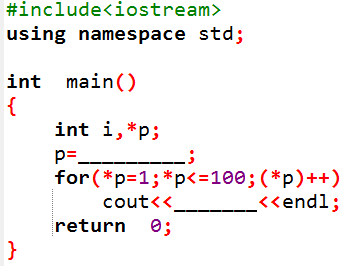 #include<iostream>
using namespace std;
int  main()
{
int i,*p;
p=_________;
for(*p=1;*p<=100;(*p)++)
cout<<_______<<endl;
return  0;
}